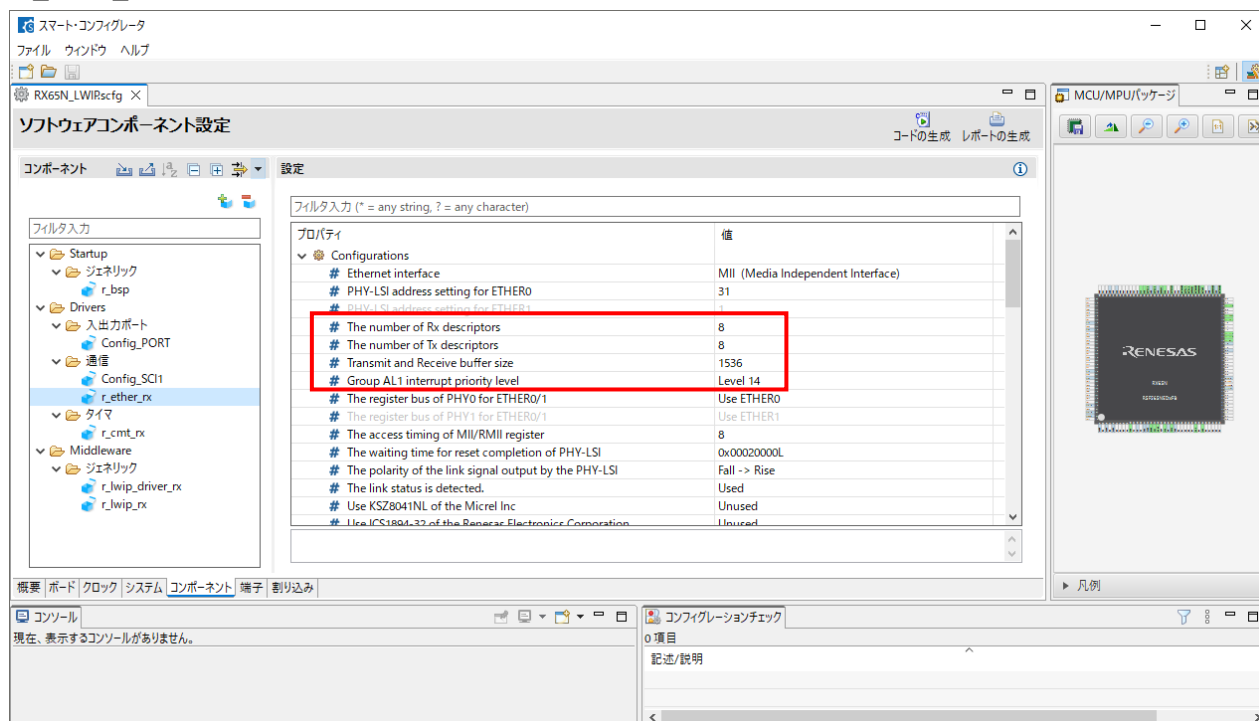 スマート・コンフィグレータ
ファイル ウィンドウ ヘルプ
RX65N_LWIP.scfg
MCU/MPUパッケージ
ソフトウェアコンポーネント設定
コードの生成 レポートの生成
コンポーネント
設定
フィルタ入力 (* = any string, ? = any character)
フィルタ入力
プロパティ 値
Startup
ジェネリック
r_bsp
Drivers
入出力ポート
Config_PORT
通信
Config_SCI1
r_ether_rx
タイマ
r_cmt_rx
Middleware
ジェネリック
r_lwip_driver_rx
r_lwip_rx
Configurations
# Ethernet interface MII (Media Independent Interface)
# PHY-LSI address setting for ETHER0 31
# PHY-LSI address setting for ETHER1 1
# The number of Rx descriptors 8
# The number of Tx descriptors 8
# Transmit and Receive buffer size 1536
# Group AL1 interrupt priority level Level 14
# The register bus of PHY0 for ETHER0/1 Use ETHER0
# The register bus of PHY1 for ETHER0/1 Use ETHER1
# The access timing of MII/RMII register 8
# The waiting time for reset completion of PHY-LSI 0x00020000L
# The polarity of the link signal output by the PHY-LSI Fall -> Rise
# The link status is detected. Used
# Use KSZ8041NL of the Micrel Inc Unused
# Use ICS1894-32 of the Renesas Electronics Corporation Unused
RENESAS
概要 ボード クロック システム コンポーネント 端子 割り込み
凡例
コンソール
現在、表示するコンソールがありません。
コンフィグレーションチェック
0 項目
記述/説明